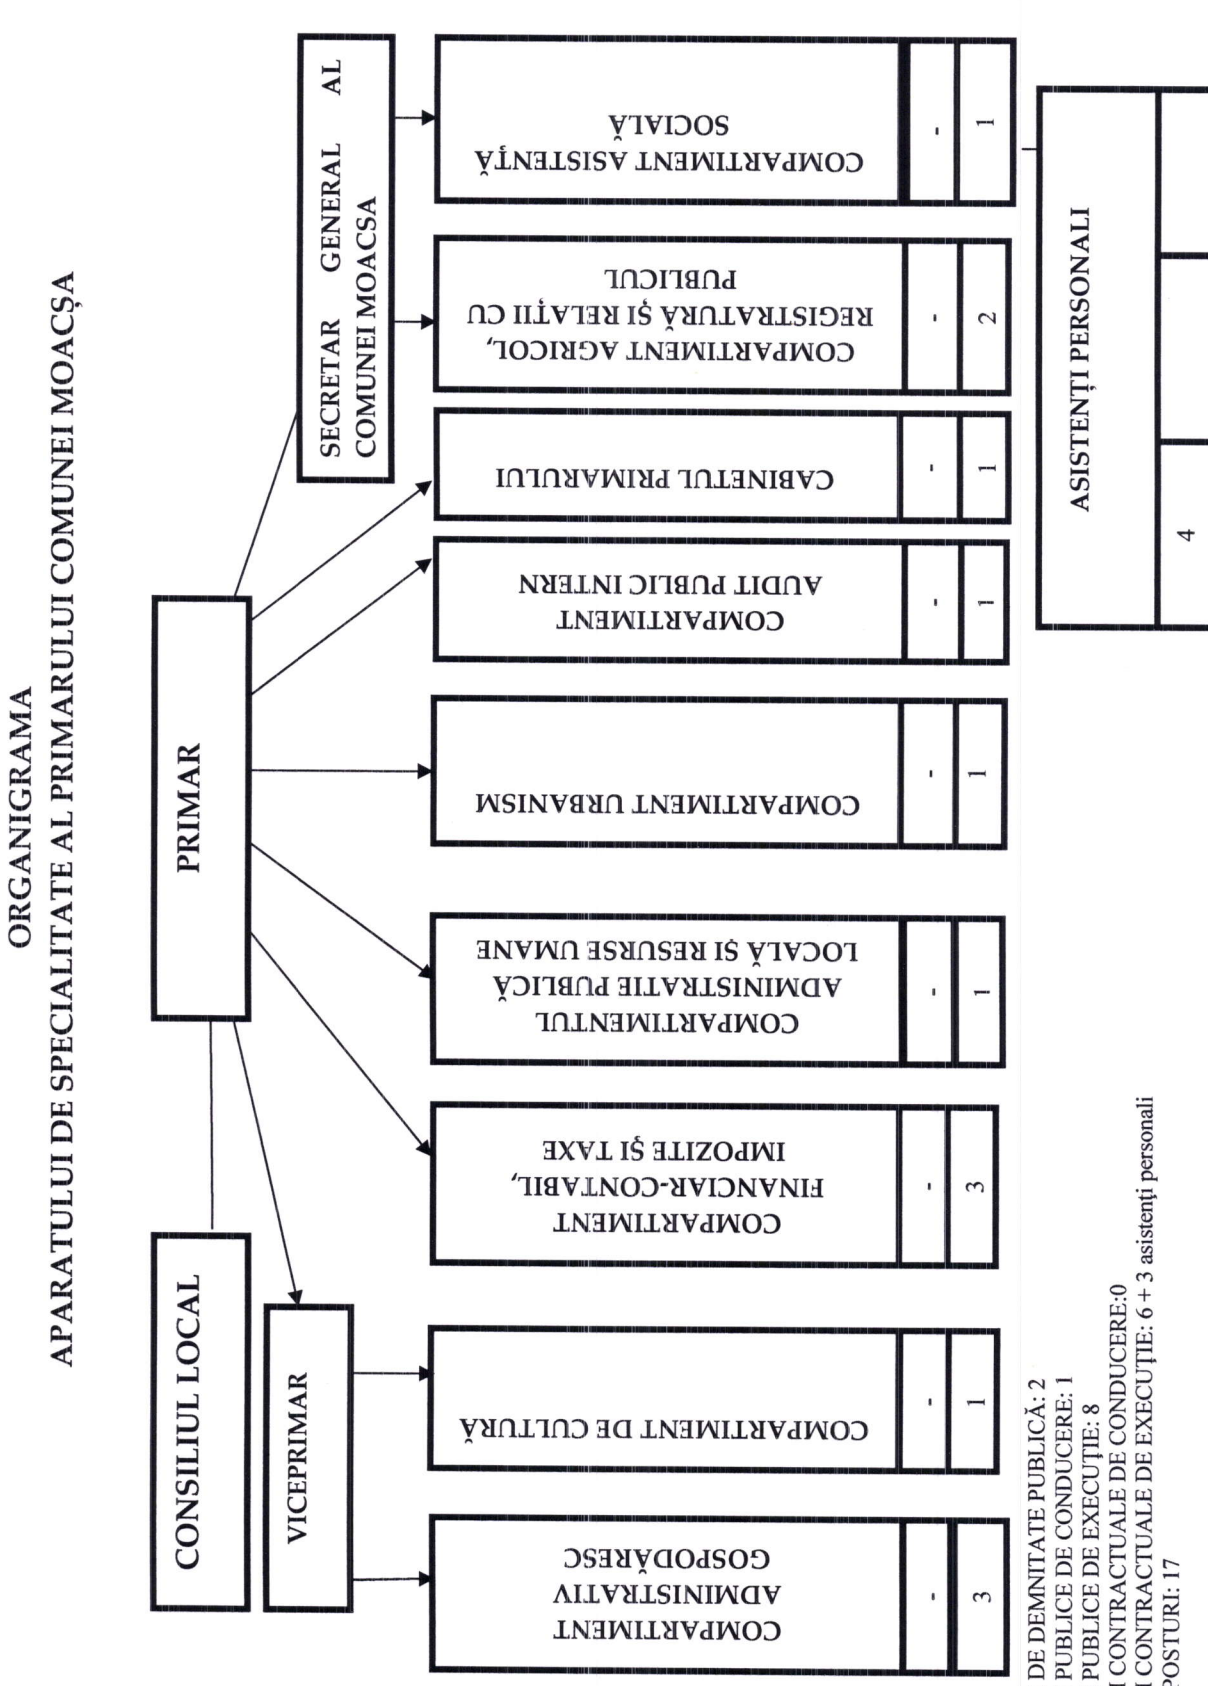 ORGANIGRAMA
APARATULUI DE SPECIALITATE AL PRIMARULUI COMUNEI MOACȘA
CONSILIUL LOCAL
PRIMAR
VICEPRIMAR
SECRETAR GENERAL AL
COMUNEI MOACSA
COMPARTIMENT
ADMINISTRATIV
GOSPODĂRESC
-
3
COMPARTIMENT DE CULTURĂ
-
1
COMPARTIMENT
FINANCIAR-CONTABIL,
IMPOZITE ȘI TAXE
-
3
COMPARTIMENTUL
ADMINISTRATIE PUBLICĂ
LOCALĂ ȘI RESURSE UMANE
-
1
COMPARTIMENT URBANISM
-
1
COMPARTIMENT
AUDIT PUBLIC INTERN
-
1
CABINETUL PRIMARULUI
-
1
COMPARTIMENT AGRICOL,
REGISTRATURĂ ȘI RELAȚII CU
PUBLICUL
-
2
COMPARTIMENT ASISTENȚĂ
SOCIALĂ
-
1
ASISTENȚI PERSONALI
4
DE DEMNITATE PUBLICĂ: 2
PUBLICE DE CONDUCERE: 1
PUBLICE DE EXECUȚIE: 8
CONTRACTUALE DE CONDUCERE:0
CONTRACTUALE DE EXECUȚIE: 6 + 3 asistenți personali
POSTURI: 17